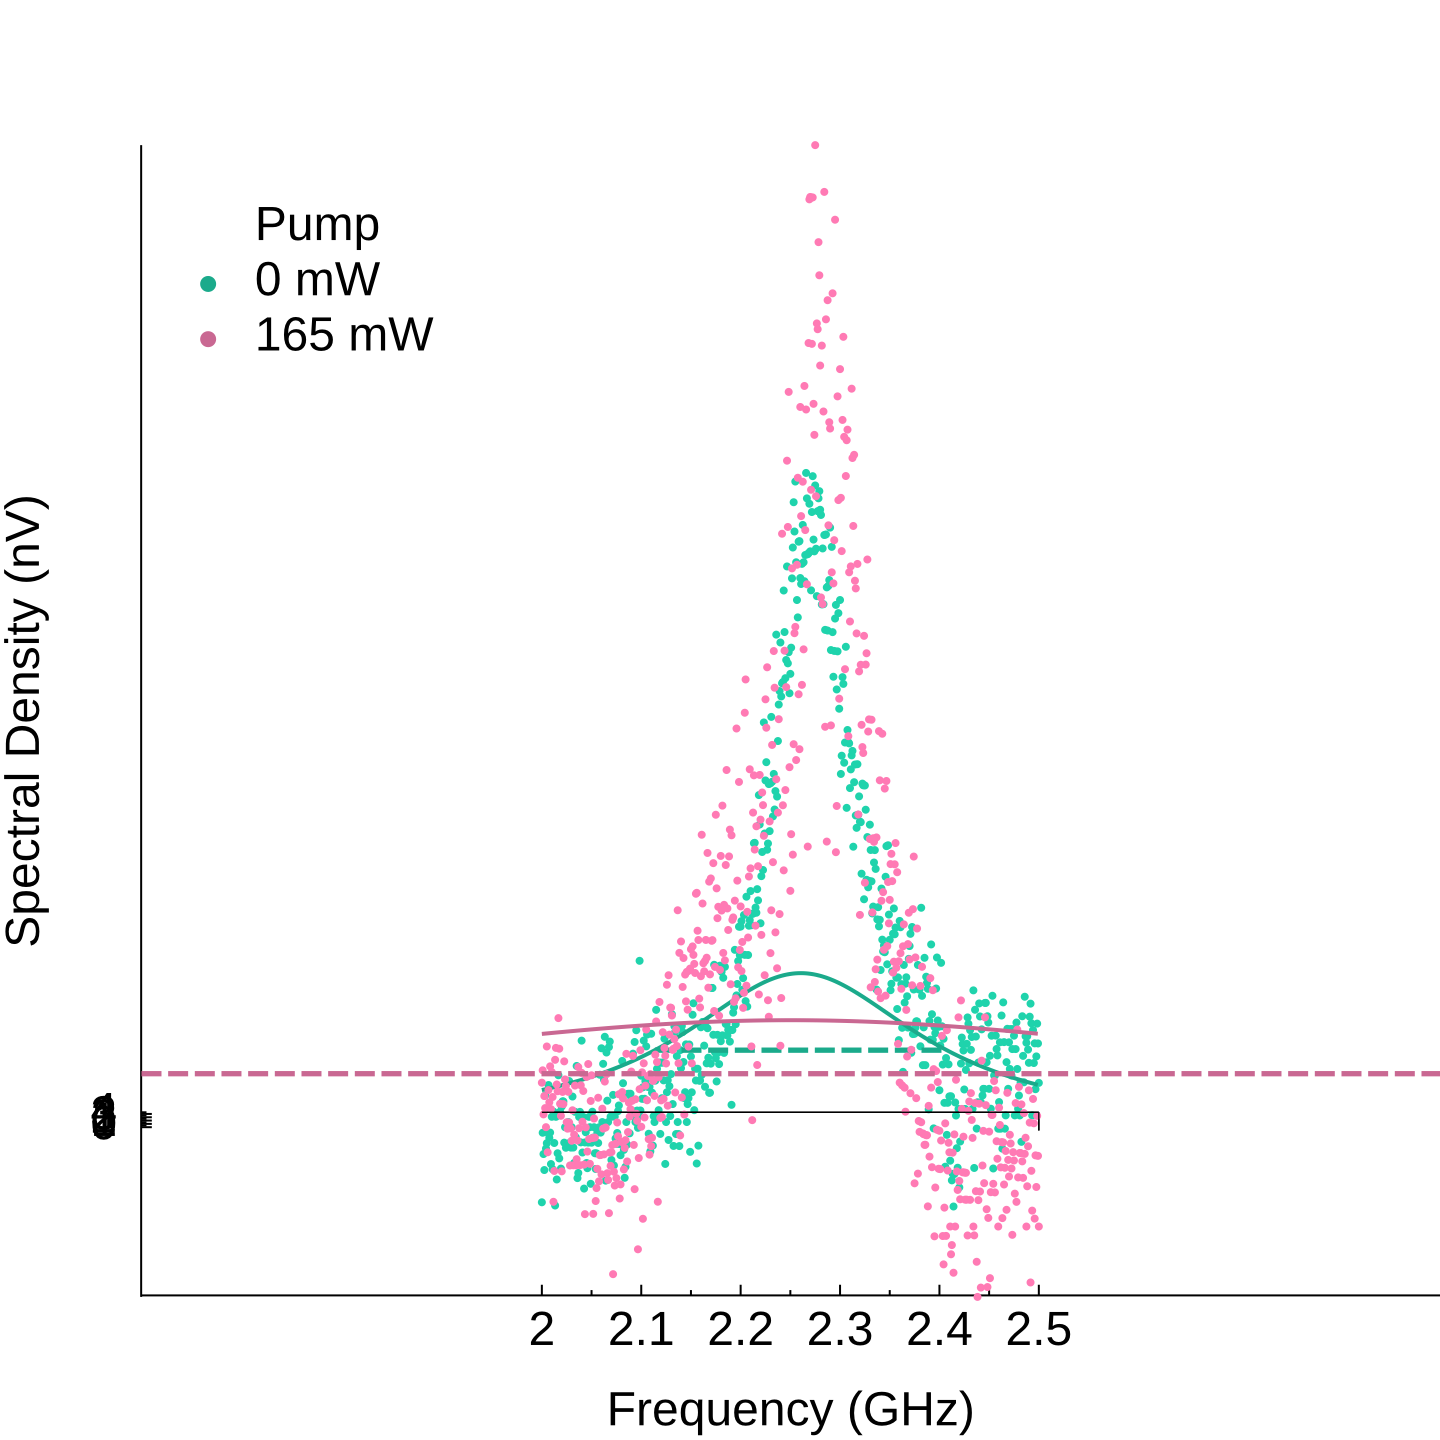 Pump
0 mW
165 mW
Spectral Density (nV)
2 2.1 2.2 2.3 2.4 2.5
Frequency (GHz)